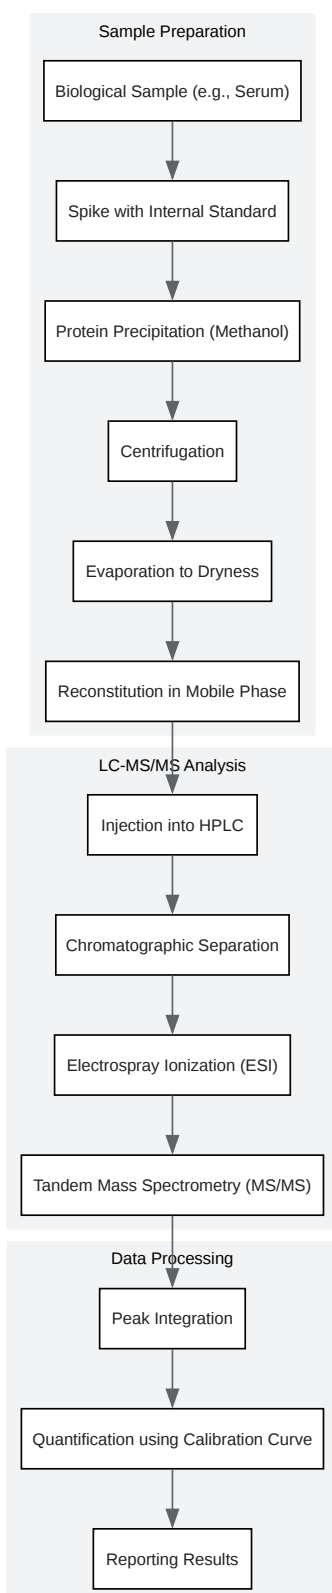 Sample Preparation
Biological Sample (e.g., Serum)
Spike with Internal Standard
Protein Precipitation (Methanol)
Centrifugation
Evaporation to Dryness
Reconstitution in Mobile Phase
LC-MS/MS Analysis
Injection into HPLC
Chromatographic Separation
Electrospray Ionization (ESI)
Tandem Mass Spectrometry (MS/MS)
Data Processing
Peak Integration
Quantification using Calibration Curve
Reporting Results